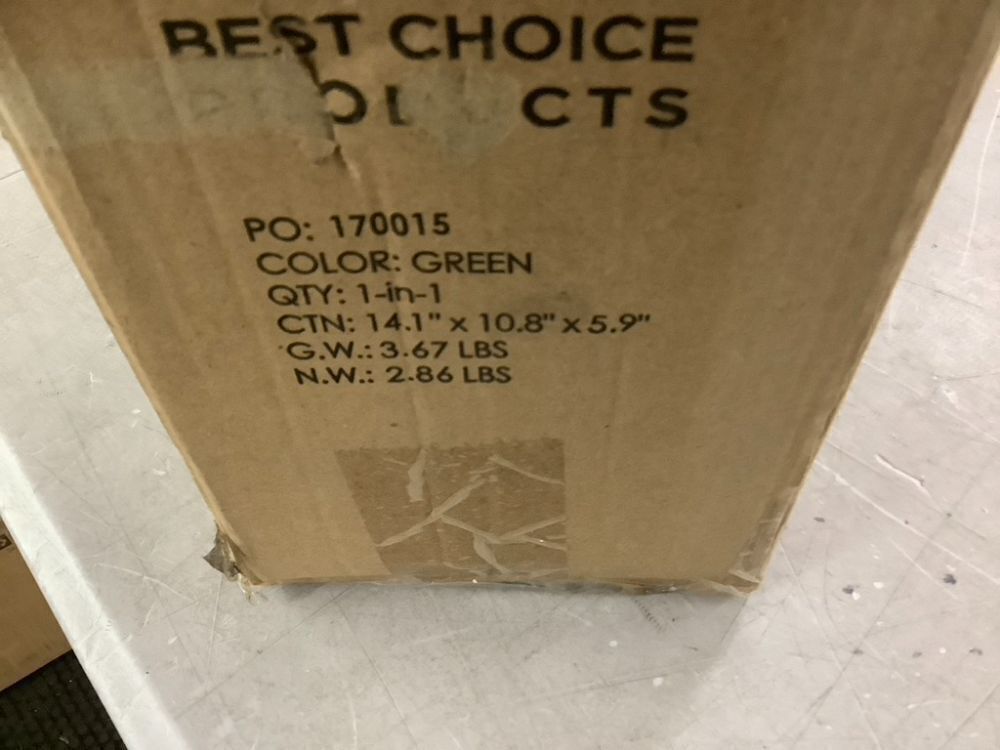 BEST CHOICE
PRODUCTS
PO: 170015
COLOR: GREEN
QTY: 1-in-1
CTN: 14.1" x 10.8" x 5.9"
G.W.: 3.67 LBS
N.W.: 2.86 LBS